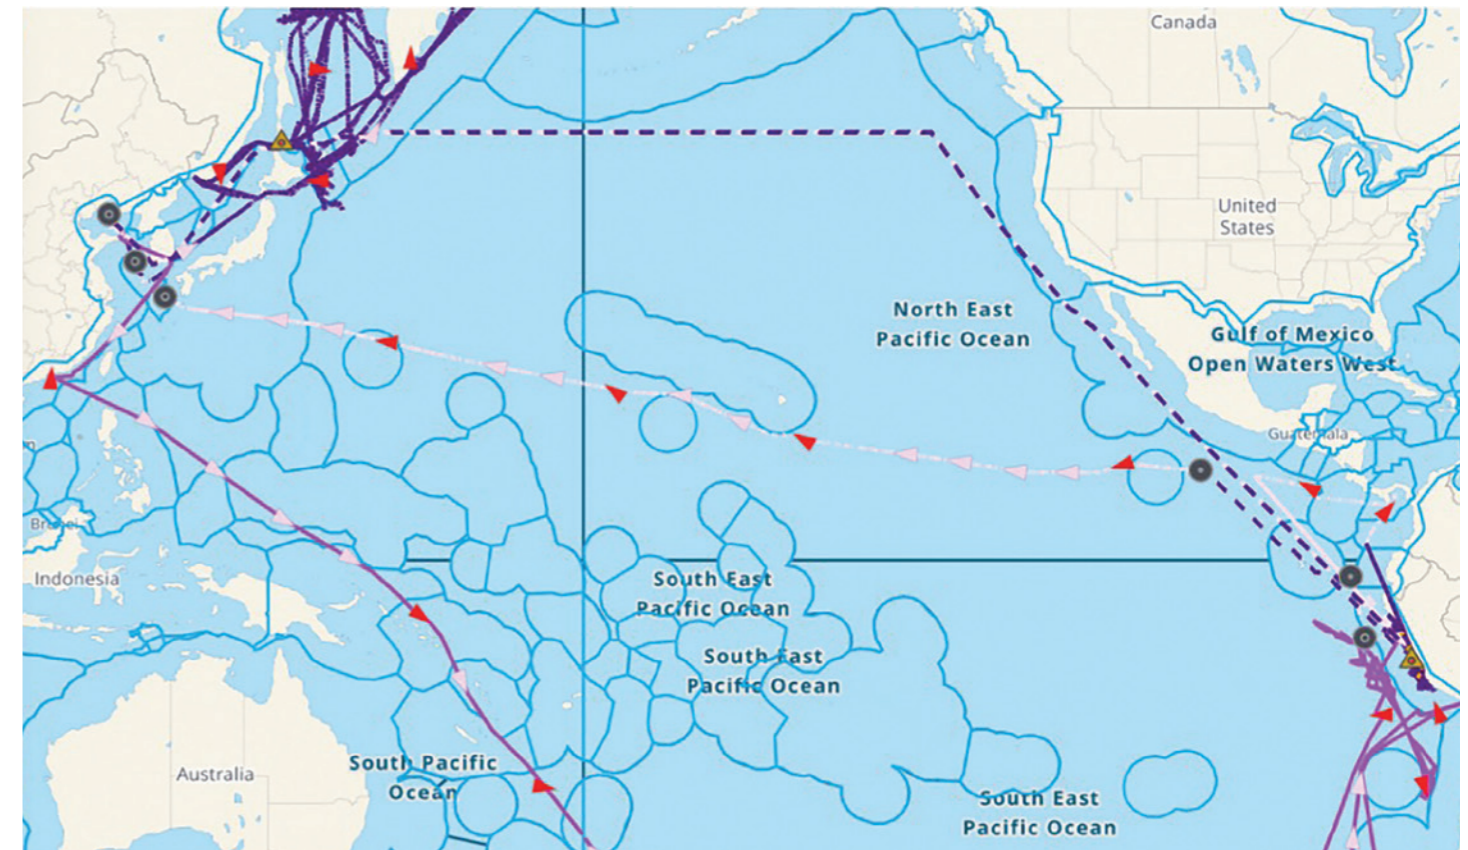 Canada
United
States
North East
Pacific Ocean
Gulf of Mexico
Open Waters West
Guatemala
Brunei
Indonesia
South East
Pacific Ocean
South East
Pacific Ocean
Australia
South Pacific
Ocean
South East
Pacific Ocean